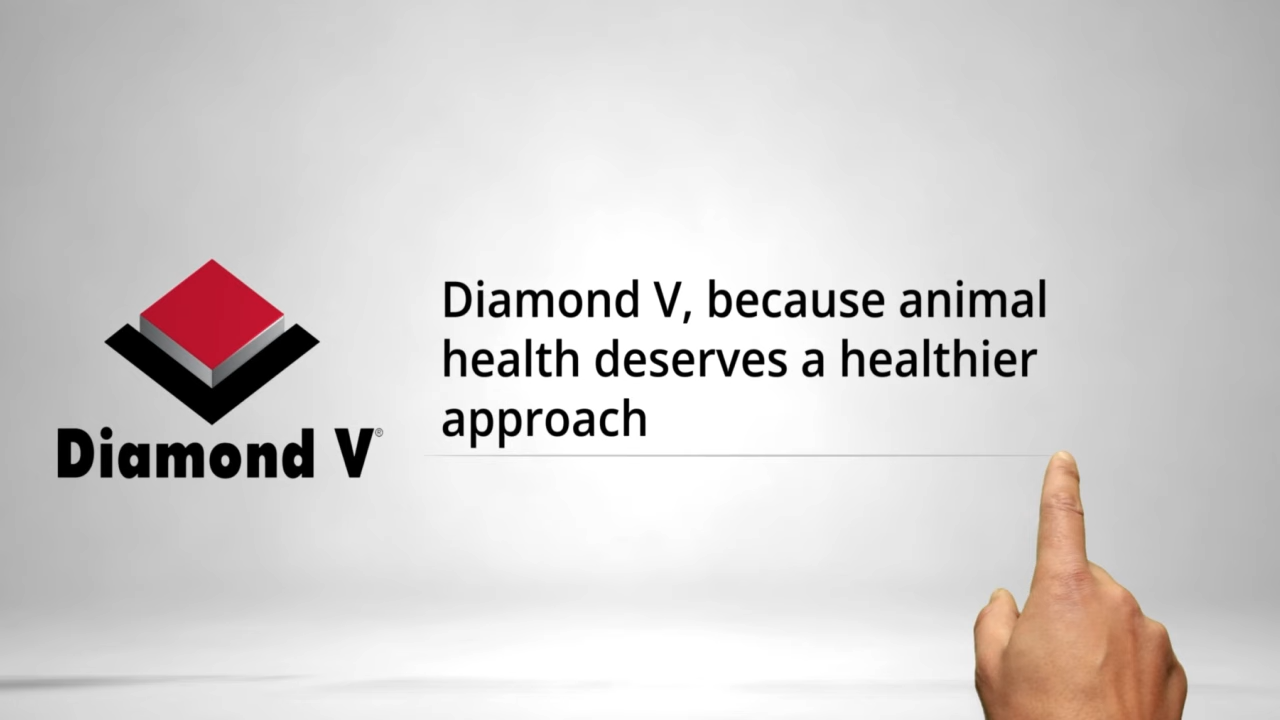 Diamond V®
Diamond V, because animal
health deserves a healthier
approach